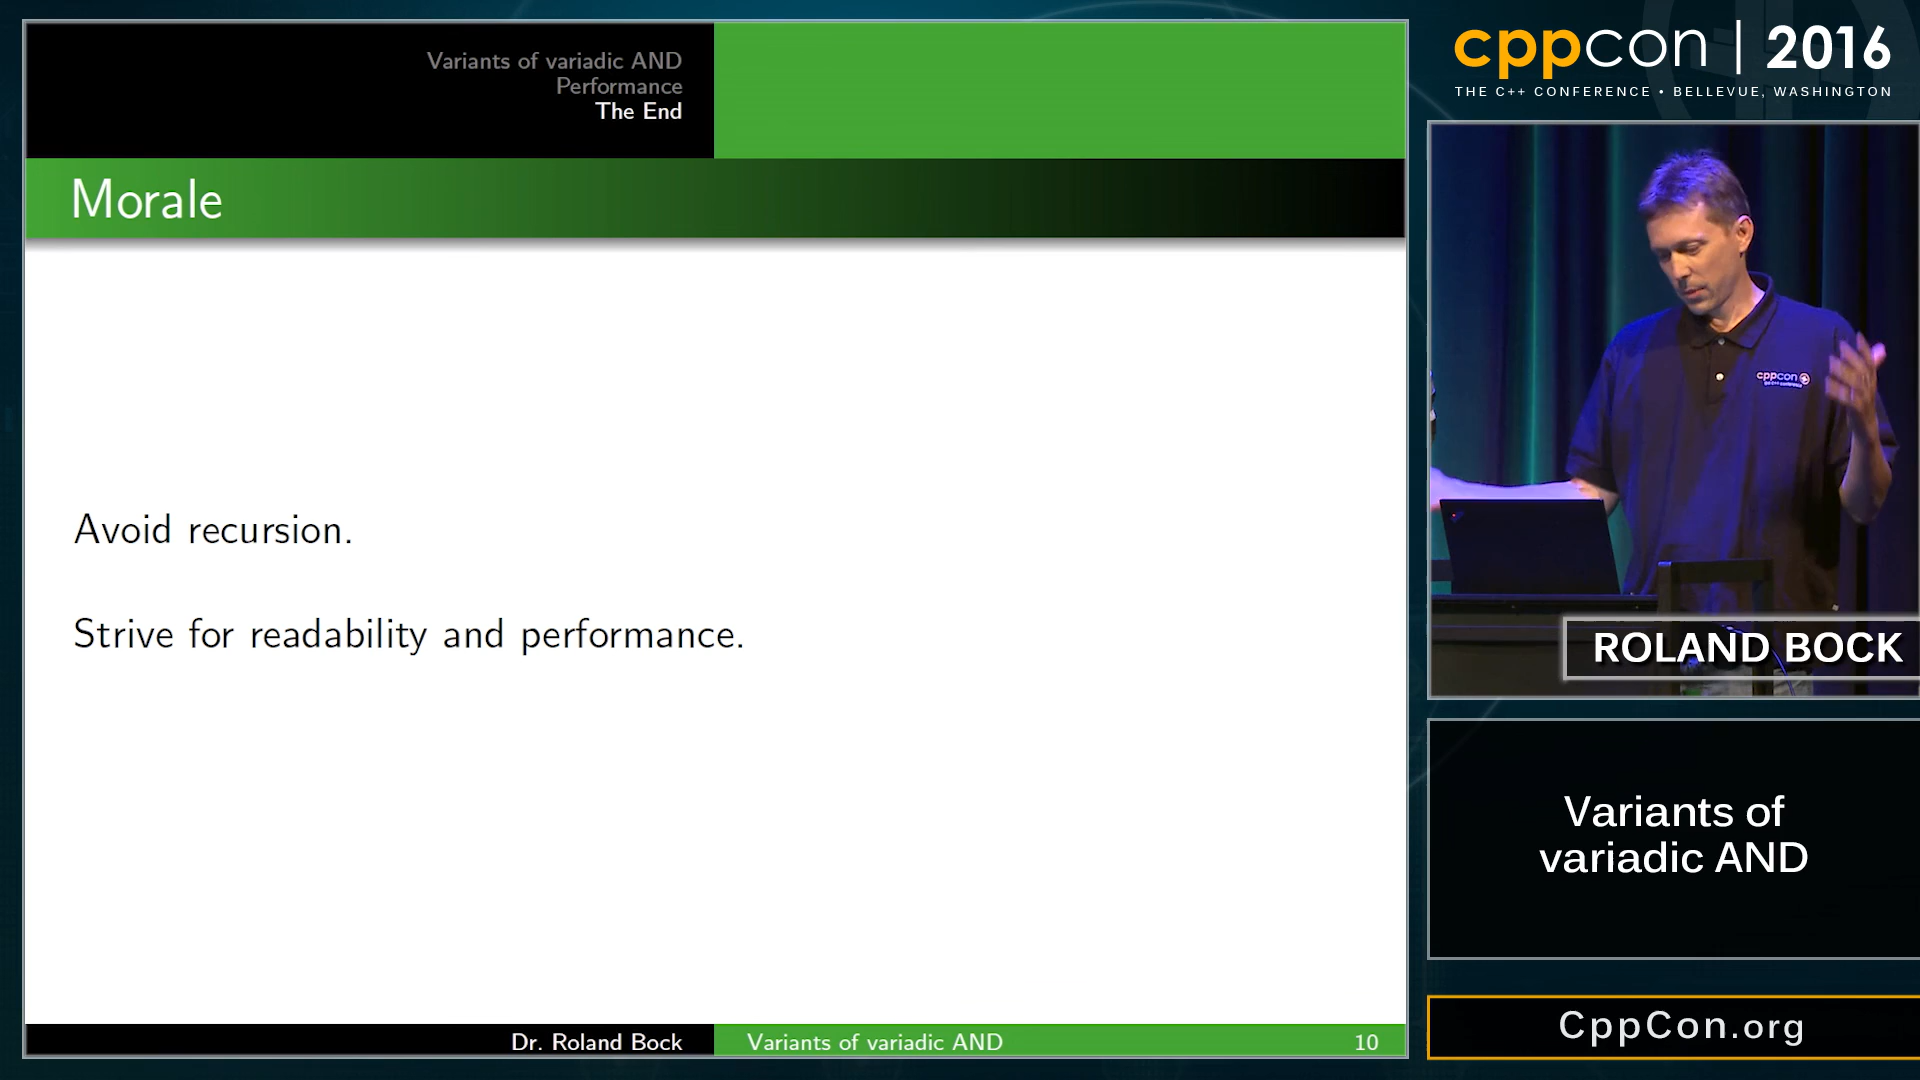 Variants of variadic AND
Performance
The End
Morale
Avoid recursion.
Strive for readability and performance.
Dr. Roland Bock
Variants of variadic AND
10
cppcon | 2016
THE C++ CONFERENCE • BELLEVUE, WASHINGTON
cppcon
ROLAND BOCK
Variants of
variadic AND
CppCon.org